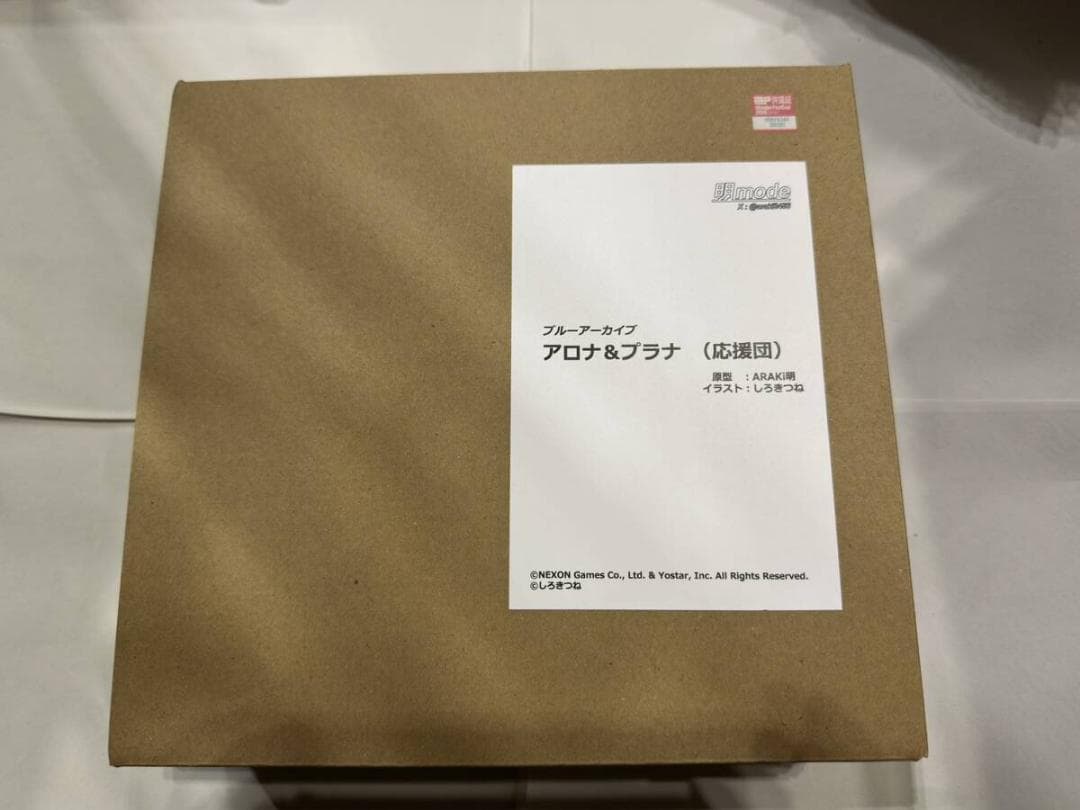 明mode
ブルーアーカイブ
アロナ&プラナ （応援団）
原型 ：ARAKi明
イラスト：しろきつね
©NEXON Games Co., Ltd. & Yostar, Inc. All Rights Reserved.
©しろきつね